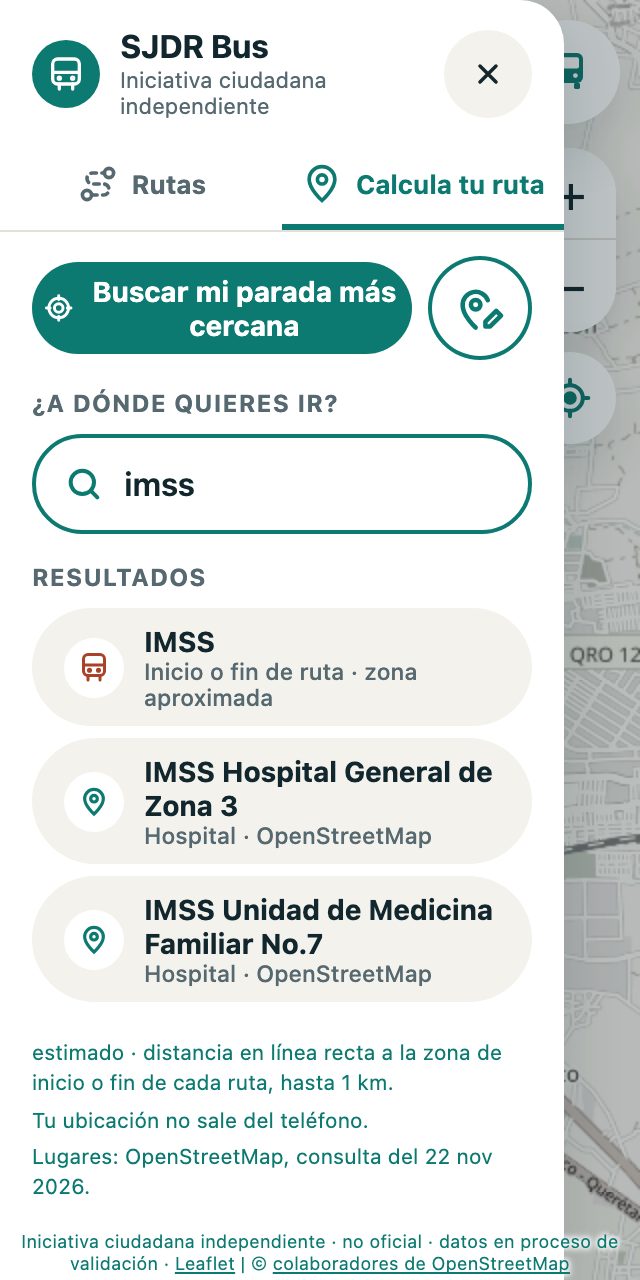 SJDR Bus
Iniciativa ciudadana
independiente
Rutas
Calcula tu ruta
Buscar mi parada más
cercana
¿A DÓNDE QUIERES IR?
imss
RESULTADOS
IMSS
Inicio o fin de ruta · zona
aproximada
IMSS Hospital General de
Zona 3
Hospital · OpenStreetMap
IMSS Unidad de Medicina
Familiar No.7
Hospital · OpenStreetMap
estimado · distancia en línea recta a la zona de
inicio o fin de cada ruta, hasta 1 km.
Tu ubicación no sale del teléfono.
Lugares: OpenStreetMap, consulta del 22 nov
2026.
+
−
QRO 12
Iniciativa ciudadana independiente · no oficial · datos en proceso de
validación · Leaflet | © colaboradores de OpenStreetMap